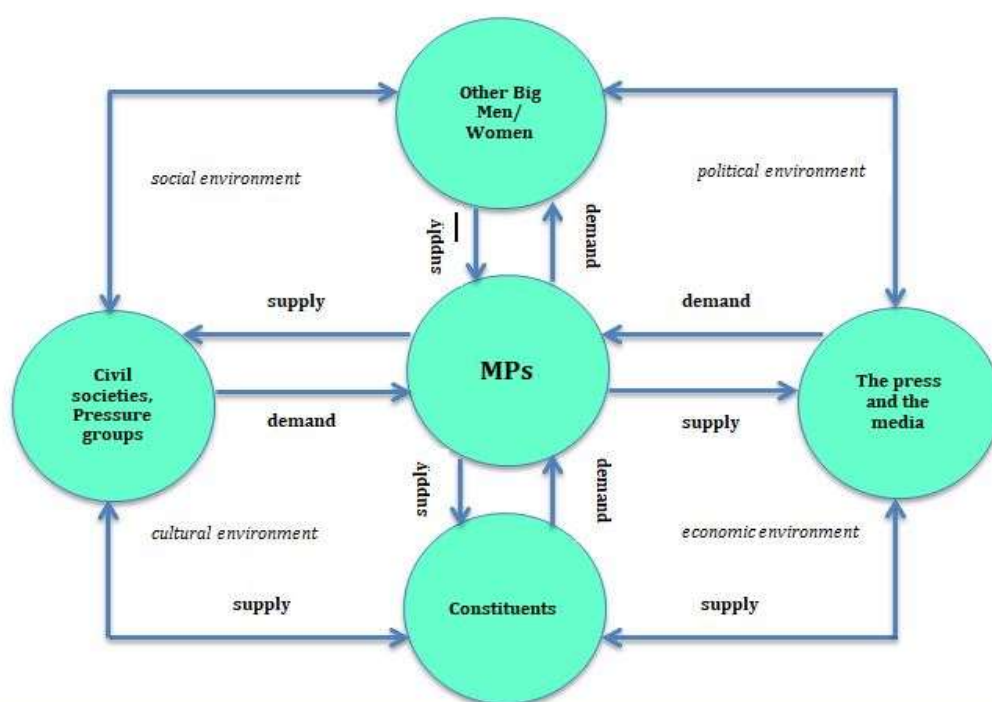 Other Big
Men/
Women
social environment
political environment
supply
demand
supply
demand
MPs
Civil
societies,
Pressure
groups
The press
and the
media
demand
supply
supply
demand
cultural environment
economic environment
supply
Constituents
supply